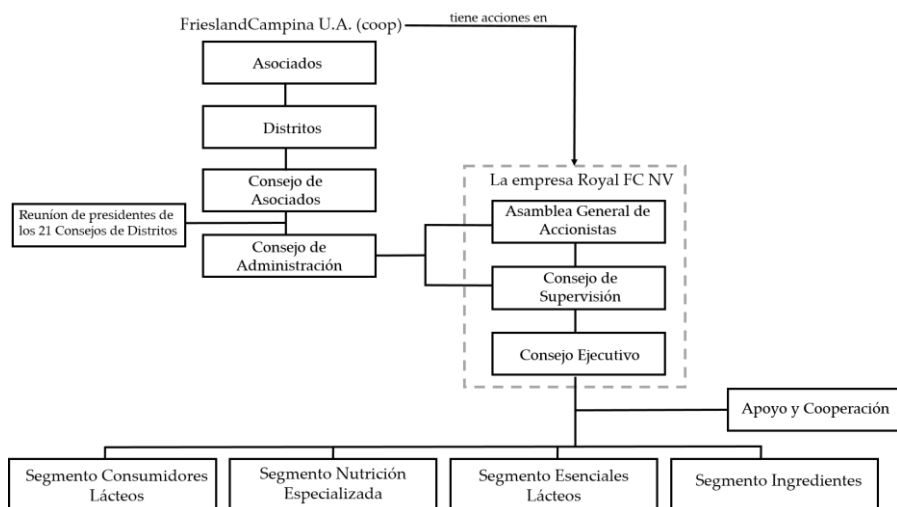 FrieslandCampina U.A. (coop)
tiene acciones en
Asociados
Distritos
Consejo de
Asociados
Reuníon de presidentes de
los 21 Consejos de Distritos
Consejo de
Administración
La empresa Royal FC NV
Asamblea General de
Accionistas
Consejo de
Supervisión
Consejo Ejecutivo
Apoyo y Cooperación
Segmento Consumidores
Lácteos
Segmento Nutrición
Especializada
Segmento Esenciales
Lácteos
Segmento Ingredientes